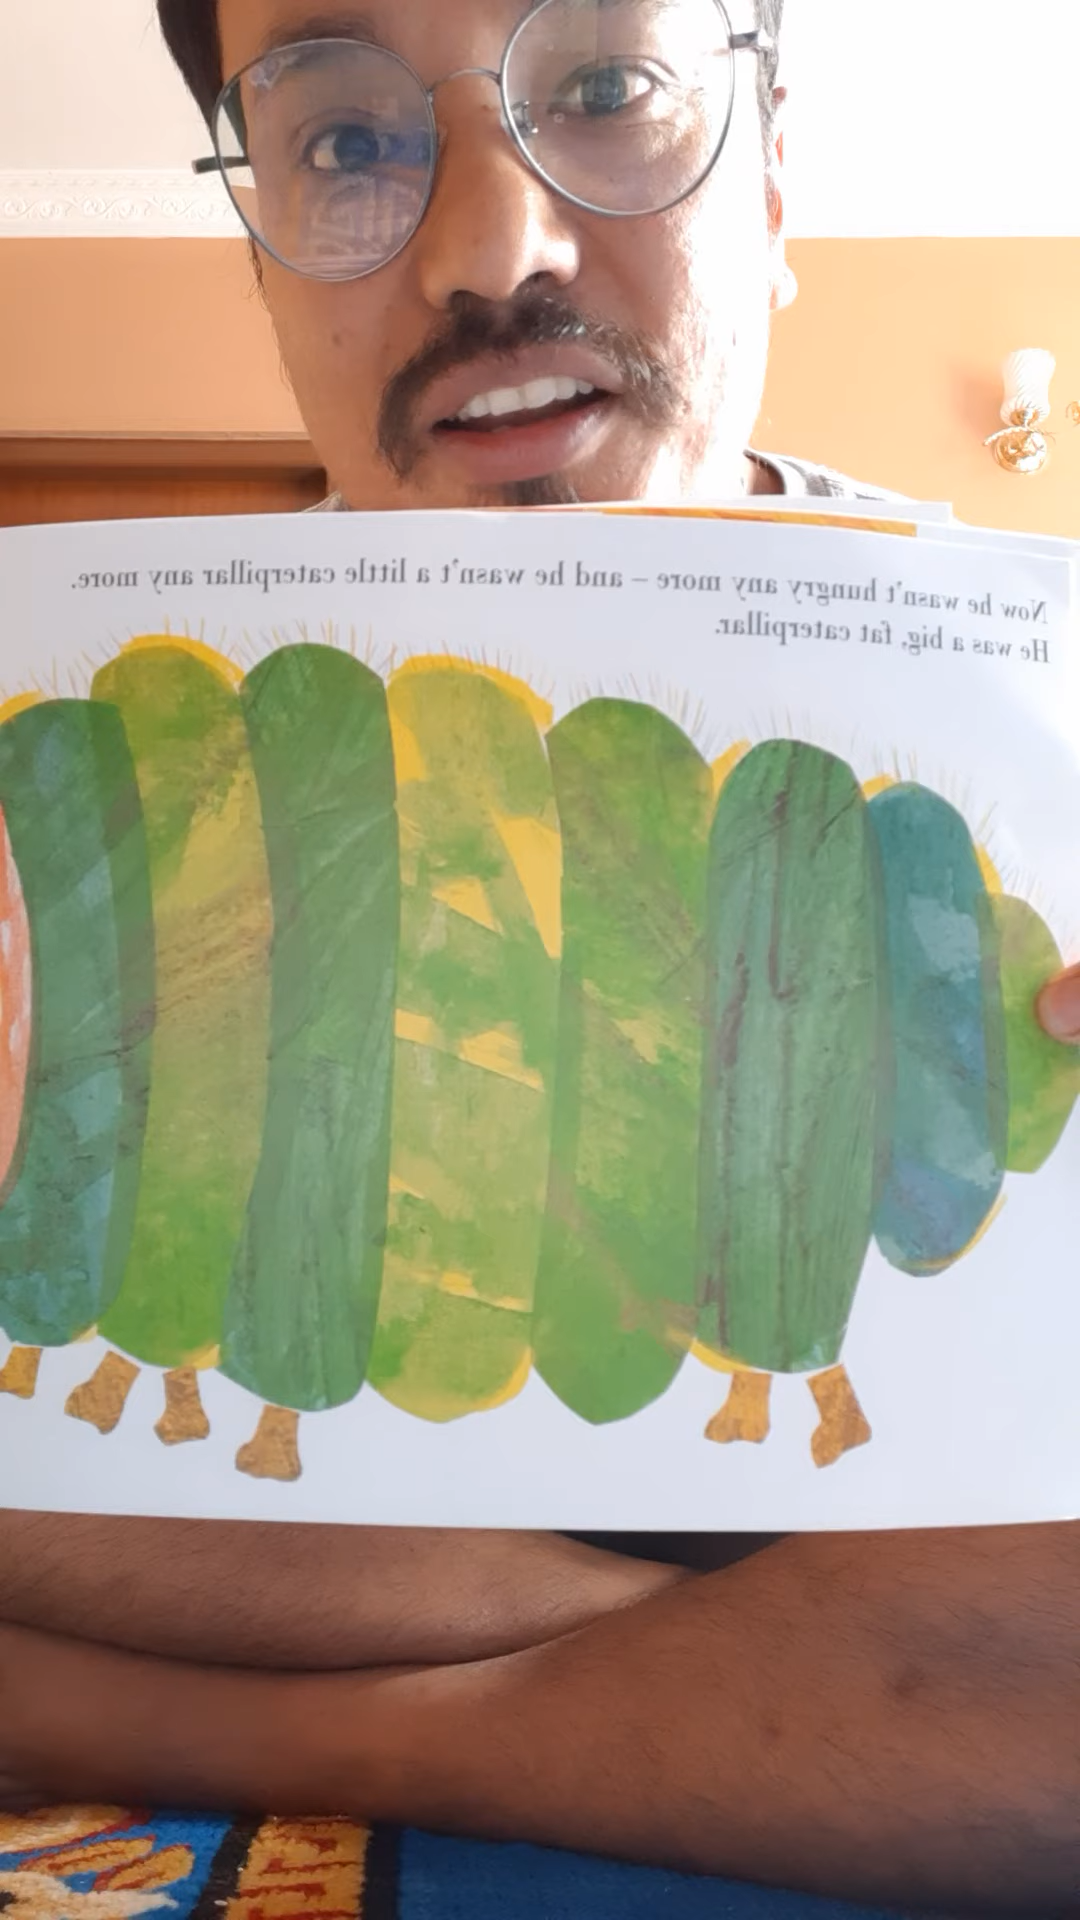 Now he wasn't hungry any more – and he wasn't a little caterpillar any more.
He was a big, fat caterpillar.